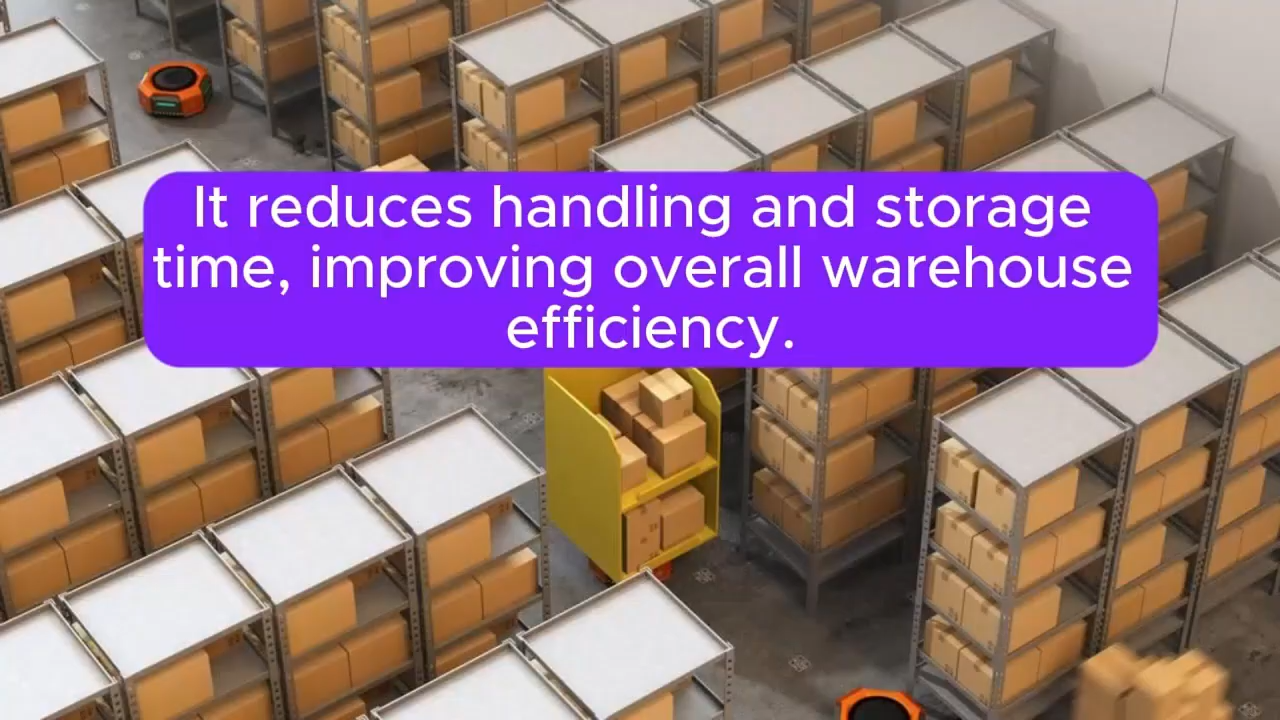 It reduces handling and storage
time, improving overall warehouse
efficiency.